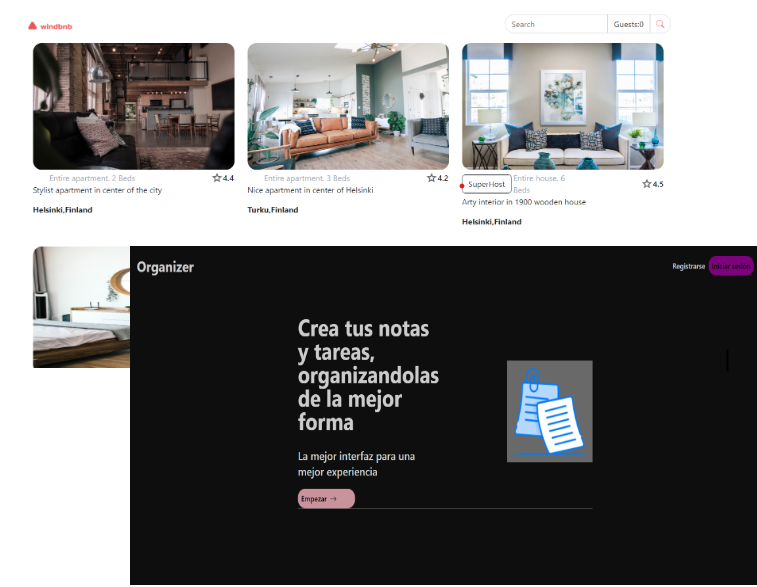 windbnb
Search
Guests:0
Entire apartment. 2 Beds
4.4
Stylist apartment in center of the city
Helsinki,Finland
Entire apartment. 3 Beds
4.2
Nice apartment in center of Helsinki
Turku,Finland
SuperHost
Entire house. 6
Beds
4.5
Arty interior in 1900 wooden house
Helsinki,Finland
Organizer
Registrarse
Iniciar sesión
Crea tus notas
y tareas,
organizandolas
de la mejor
forma
La mejor interfaz para una
mejor experiencia
Empezar →